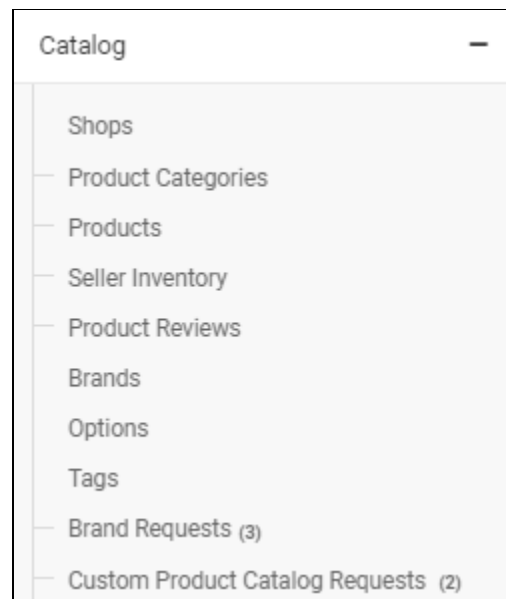 Catalog
Shops
Product Categories
Products
Seller Inventory
Product Reviews
Brands
Options
Tags
Brand Requests (3)
Custom Product Catalog Requests (2)